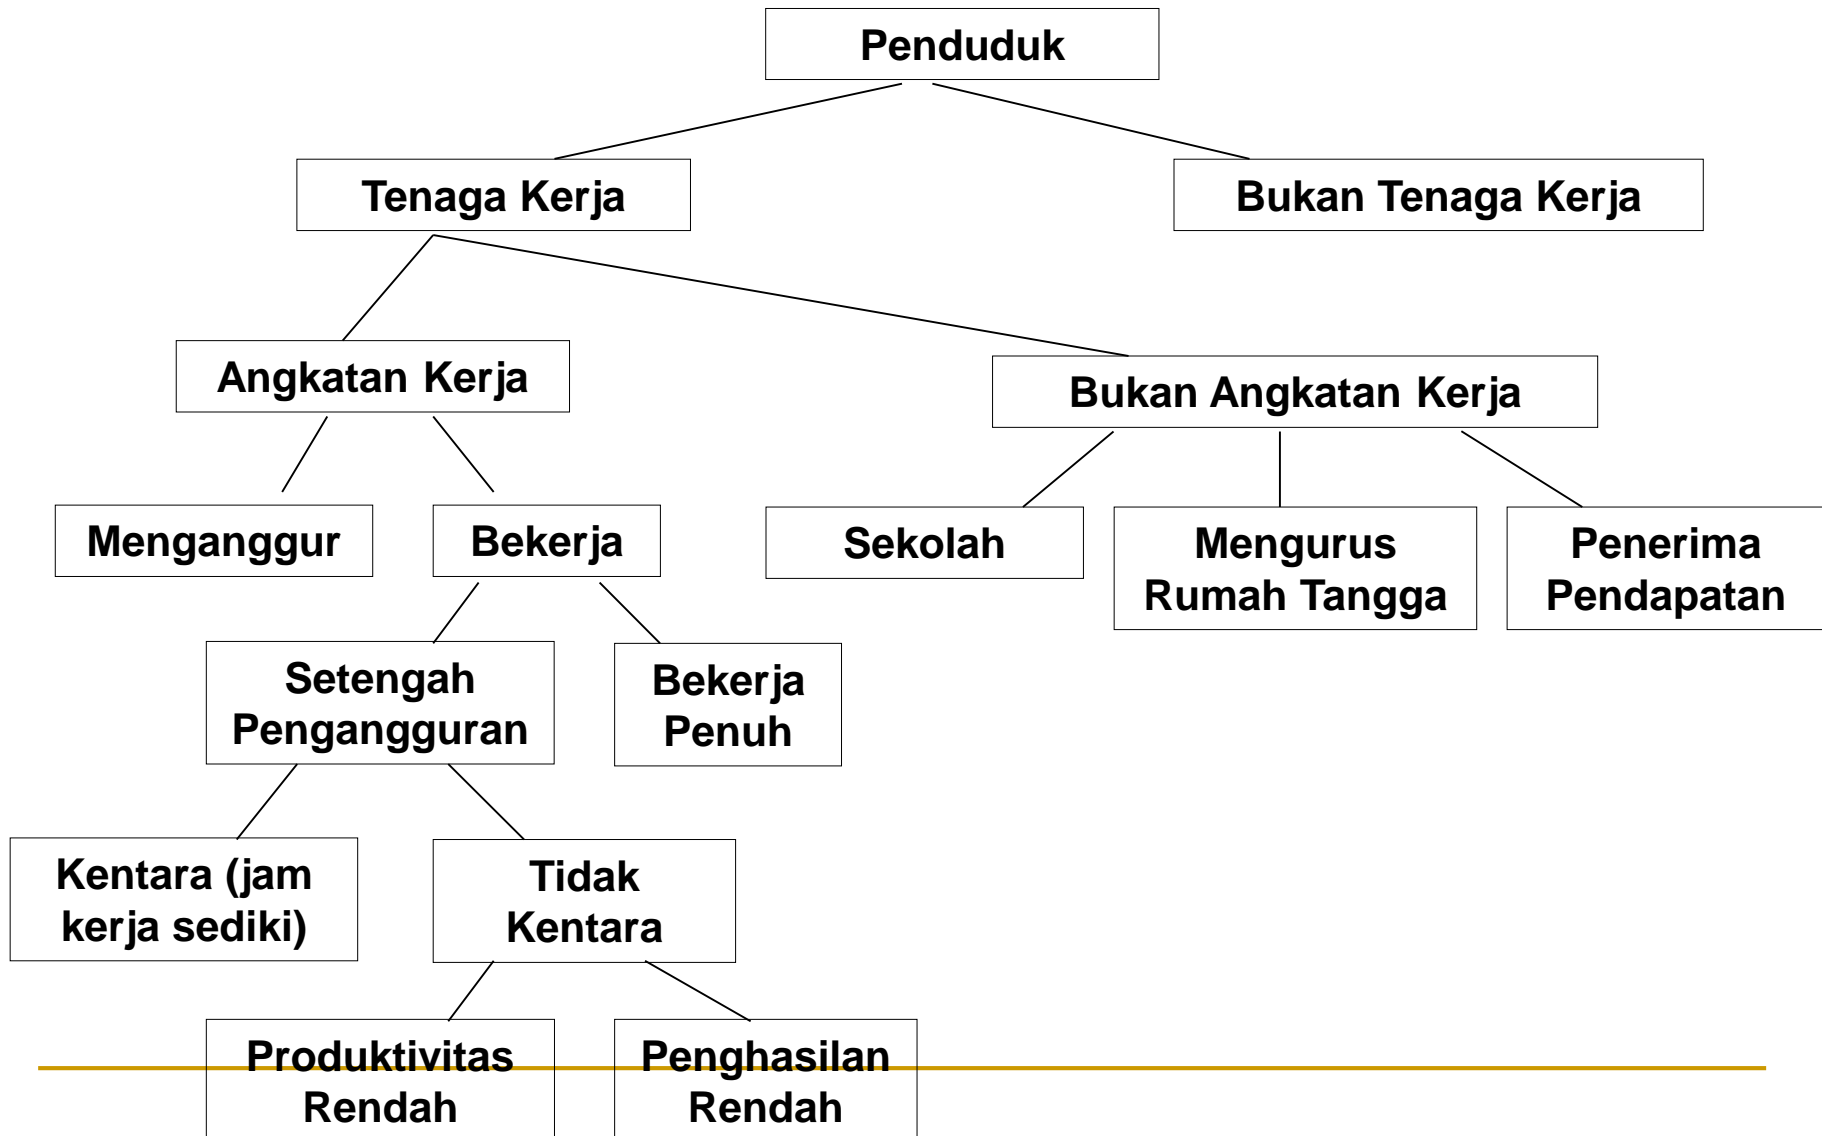 Penduduk
Tenaga Kerja
Bukan Tenaga Kerja
Angkatan Kerja
Bukan Angkatan Kerja
Menganggur
Bekerja
Sekolah
Mengurus
Rumah Tangga
Penerima
Pendapatan
Setengah
Pengangguran
Bekerja
Penuh
Kentara (jam
kerja sediki)
Tidak
Kentara
Produktivitas
Rendah
Penghasilan
Rendah